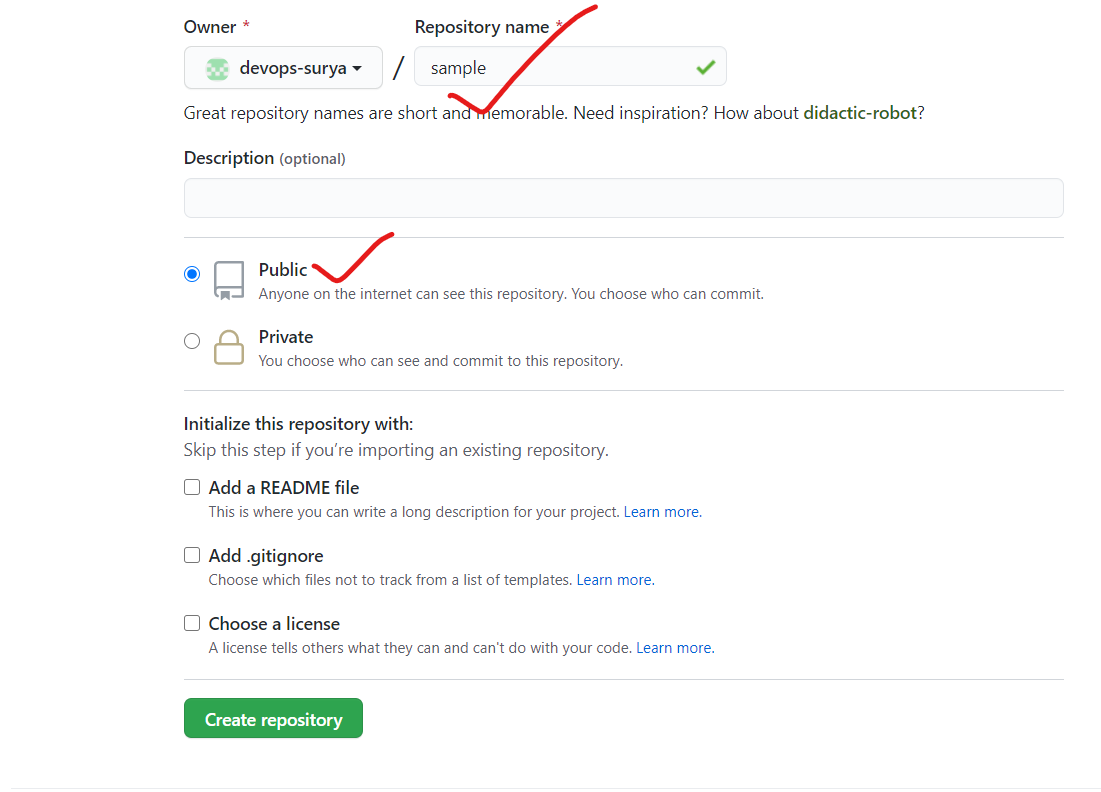 Owner * Repository name *
devops-surya / sample
Great repository names are short and memorable. Need inspiration? How about didactic-robot?
Description (optional)
Public
Anyone on the internet can see this repository. You choose who can commit.
Private
You choose who can see and commit to this repository.
Initialize this repository with:
Skip this step if you’re importing an existing repository.
Add a README file
This is where you can write a long description for your project. Learn more.
Add .gitignore
Choose which files not to track from a list of templates. Learn more.
Choose a license
A license tells others what they can and can't do with your code. Learn more.
Create repository